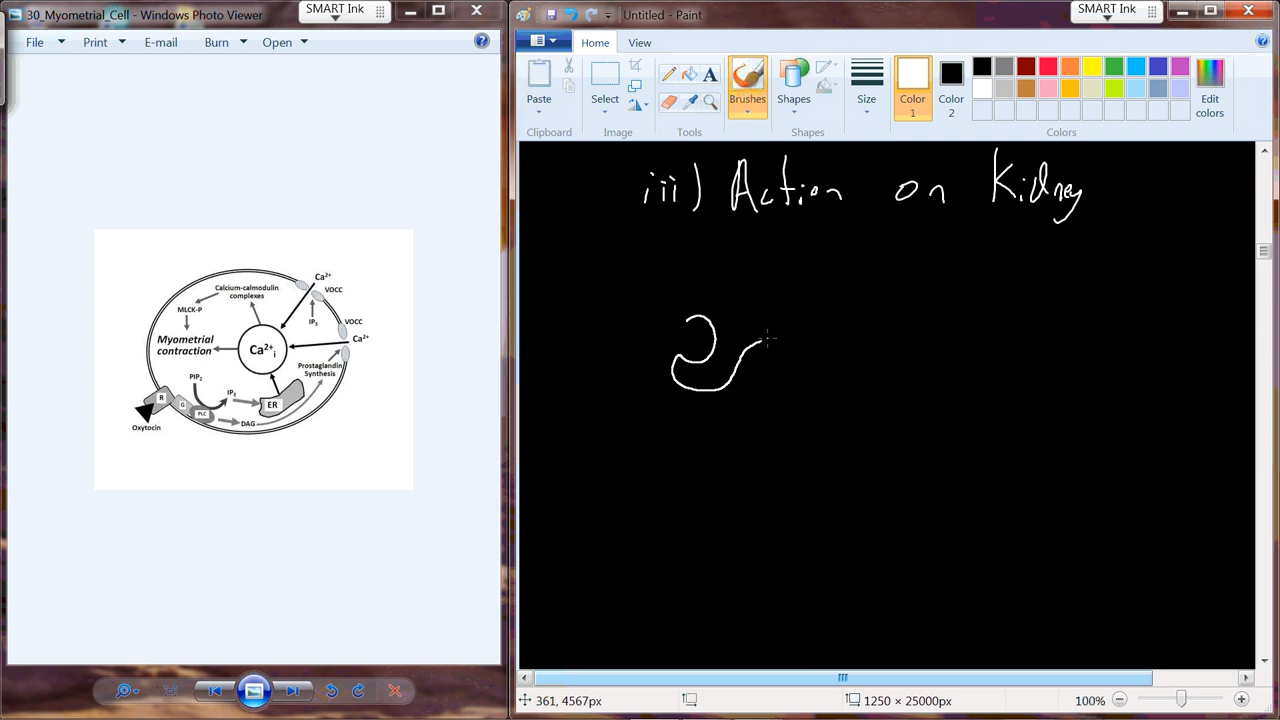 30_Myometrial_Cell - Windows Photo Viewer
SMART Ink
File Print E-mail Burn Open
Ca²⁺
VOCC
Calcium-calmodulin
complexes
MLCK-P
IP₃
VOCC
Ca²⁺
Myometrial
contraction
Ca²⁺ᵢ
Prostaglandin
Synthesis
PIP₂
IP₃
ER
R
G
PLC
DAG
Oxytocin
Untitled - Paint
SMART Ink
Home View
Paste
Select
Brushes
Shapes
Size
Color
1
Color
2
Edit
colors
Clipboard
Image
Tools
Shapes
Colors
iii) Action on Kidney
361, 4567px
1250 × 25000px
100%